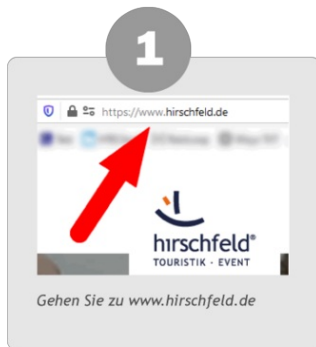 1
https://www.hirschfeld.de
hirschfeld®
TOURISTIK - EVENT
Gehen Sie zu www.hirschfeld.de